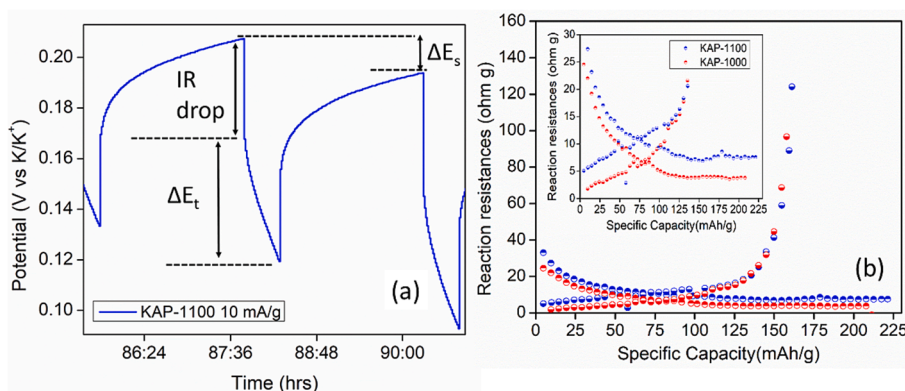 0.20
0.18
0.16
0.14
0.12
0.10
Potential (V vs K/K⁺)
IR
drop
ΔEₛ
ΔEₜ
(a)
KAP-1100 10 mA/g
86:24
87:36
88:48
90:00
Time (hrs)
160
140
120
100
80
60
40
20
0
Reaction resistances (ohm g)
30
25
20
15
10
5
0
Reaction resistances (ohm g)
KAP-1100
KAP-1000
0 25 50 75 100 125 150 175 200 225
Specific Capacity(mAh/g)
(b)
0 25 50 75 100 125 150 175 200 225
Specific Capacity(mAh/g)